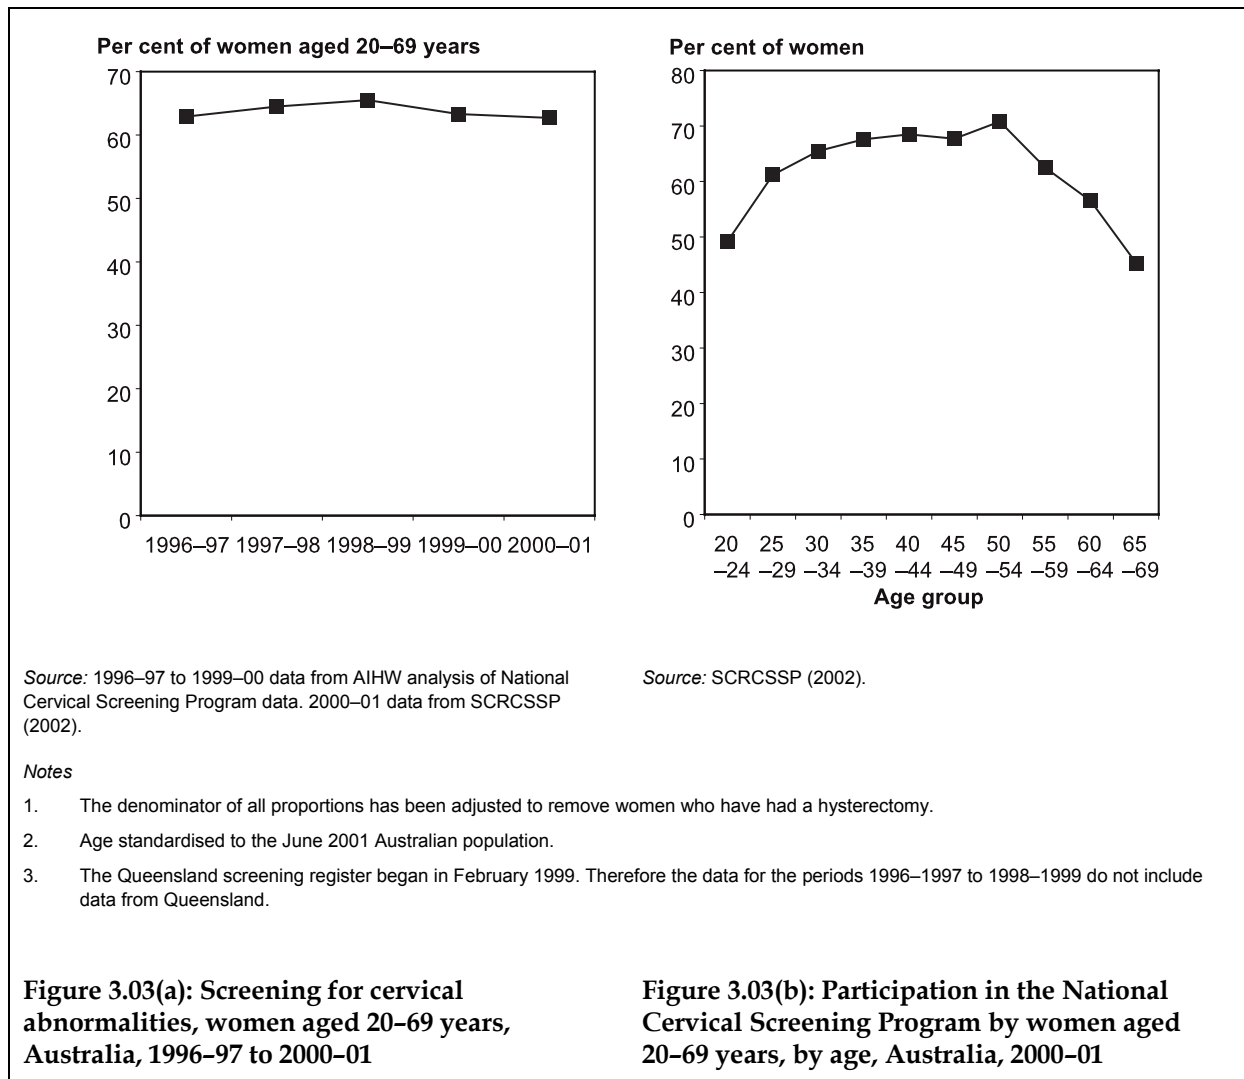 Per cent of women aged 20–69 years
70
60
50
40
30
20
10
0
1996–97 1997–98 1998–99 1999–00 2000–01
Per cent of women
80
70
60
50
40
30
20
10
0
20 25 30 35 40 45 50 55 60 65
–24 –29 –34 –39 –44 –49 –54 –59 –64 –69
Age group
Source: 1996–97 to 1999–00 data from AIHW analysis of National
Cervical Screening Program data. 2000–01 data from SCRCSSP
(2002).
Source: SCRCSSP (2002).
Notes
1. The denominator of all proportions has been adjusted to remove women who have had a hysterectomy.
2. Age standardised to the June 2001 Australian population.
3. The Queensland screening register began in February 1999. Therefore the data for the periods 1996–1997 to 1998–1999 do not include
data from Queensland.
Figure 3.03(a): Screening for cervical
abnormalities, women aged 20–69 years,
Australia, 1996–97 to 2000–01
Figure 3.03(b): Participation in the National
Cervical Screening Program by women aged
20–69 years, by age, Australia, 2000–01